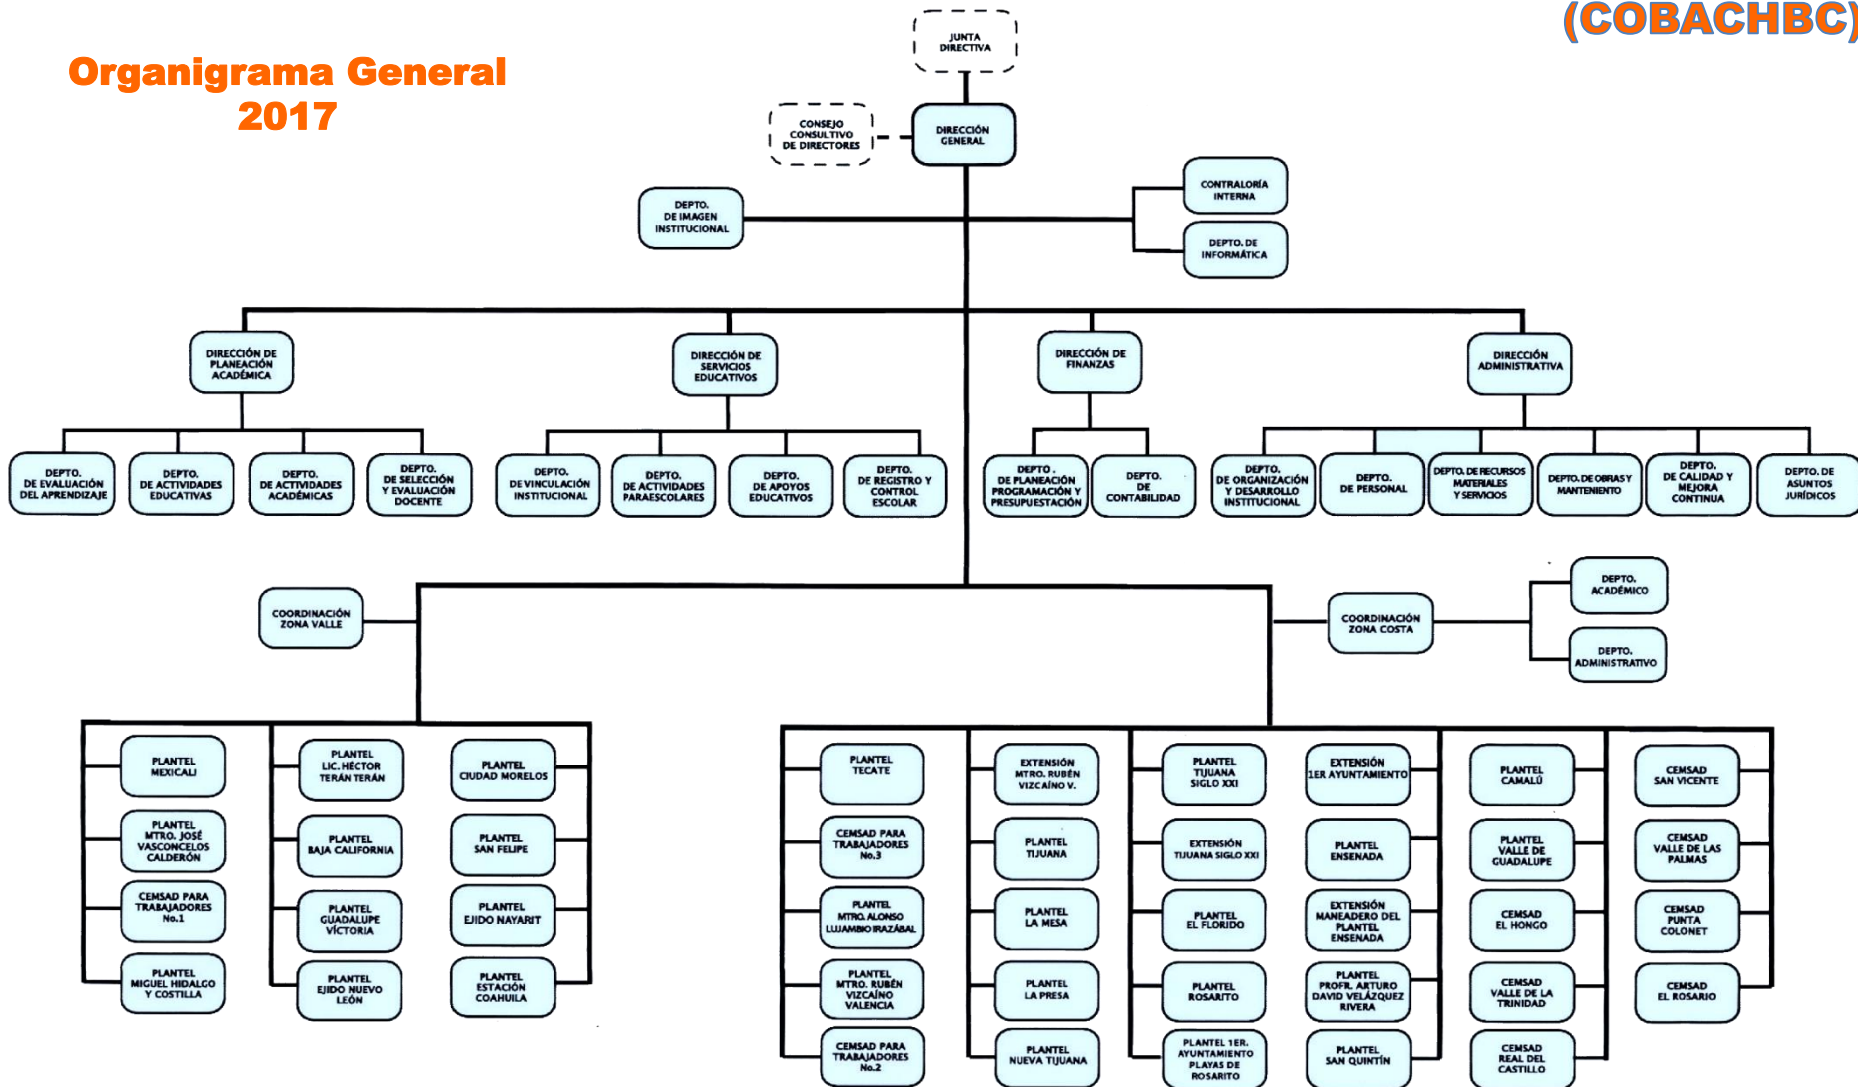 (COBACHBC)
Organigrama General
2017
JUNTA
DIRECTIVA
CONSEJO
CONSULTIVO
DE DIRECTORES
DIRECCIÓN
GENERAL
DEPTO.
DE IMAGEN
INSTITUCIONAL
CONTRALORÍA
INTERNA
DEPTO. DE
INFORMÁTICA
DIRECCIÓN DE
PLANEACIÓN
ACADÉMICA
DIRECCIÓN DE
SERVICIOS
EDUCATIVOS
DIRECCIÓN DE
FINANZAS
DIRECCIÓN
ADMINISTRATIVA
DEPTO.
DE EVALUACIÓN
DEL APRENDIZAJE
DEPTO.
DE ACTIVIDADES
EDUCATIVAS
DEPTO.
DE ACTIVIDADES
ACADÉMICAS
DEPTO.
DE SELECCIÓN
Y EVALUACIÓN
DOCENTE
DEPTO.
DE VINCULACIÓN
INSTITUCIONAL
DEPTO.
DE ACTIVIDADES
PARAESCOLARES
DEPTO.
DE APOYOS
EDUCATIVOS
DEPTO.
DE REGISTRO Y
CONTROL
ESCOLAR
DEPTO .
DE PLANEACIÓN
PROGRAMACIÓN Y
PRESUPUESTACIÓN
DEPTO.
DE
CONTABILIDAD
DEPTO.
DE ORGANIZACIÓN
Y DESARROLLO
INSTITUCIONAL
DEPTO.
DE PERSONAL
DEPTO. DE RECURSOS
MATERIALES
Y SERVICIOS
DEPTO. DE OBRAS Y
MANTENIENTO
DEPTO.
DE CALIDAD Y
MEJORA
CONTINUA
DEPTO. DE
ASUNTOS
JURÍDICOS
COORDINACIÓN
ZONA VALLE
COORDINACIÓN
ZONA COSTA
DEPTO.
ACADÉMICO
DEPTO.
ADMINISTRATIVO
PLANTEL
MEXICALI
PLANTEL
MTRO. JOSÉ
VASCONCELOS
CALDERÓN
CEMSAD PARA
TRABAJADORES
No.1
PLANTEL
MIGUEL HIDALGO
Y COSTILLA
PLANTEL
LIC. HÉCTOR
TERÁN TERÁN
PLANTEL
BAJA CALIFORNIA
PLANTEL
GUADALUPE
VÍCTORIA
PLANTEL
EJIDO NUEVO
LEÓN
PLANTEL
CIUDAD MORELOS
PLANTEL
SAN FELIPE
PLANTEL
EJIDO NAYARIT
PLANTEL
ESTACIÓN
COAHUILA
PLANTEL
TECATE
CEMSAD PARA
TRABAJADORES
No.3
PLANTEL
MTRO. ALONSO
LUJAMBIO IRAZÁBAL
PLANTEL
MTRO. RUBÉN
VIZCAÍNO
VALENCIA
CEMSAD PARA
TRABAJADORES
No.2
EXTENSIÓN
MTRO. RUBÉN
VIZCAÍNO V.
PLANTEL
TIJUANA
PLANTEL
LA MESA
PLANTEL
LA PRESA
PLANTEL
NUEVA TIJUANA
PLANTEL
TIJUANA
SIGLO XXI
EXTENSIÓN
TIJUANA SIGLO XXI
PLANTEL
EL FLORIDO
PLANTEL
ROSARITO
PLANTEL 1ER.
AYUNTAMIENTO
PLAYAS DE
ROSARITO
EXTENSIÓN
1ER AYUNTAMIENTO
PLANTEL
ENSENADA
EXTENSIÓN
MANEADERO DEL
PLANTEL
ENSENADA
PLANTEL
PROFR. ARTURO
DAVID VELÁZQUEZ
RIVERA
PLANTEL
SAN QUINTÍN
PLANTEL
CAMALÚ
PLANTEL
VALLE DE
GUADALUPE
CEMSAD
EL HONGO
CEMSAD
VALLE DE LA
TRINIDAD
CEMSAD
REAL DEL
CASTILLO
CEMSAD
SAN VICENTE
CEMSAD
VALLE DE LAS
PALMAS
CEMSAD
PUNTA
COLONET
CEMSAD
EL ROSARIO